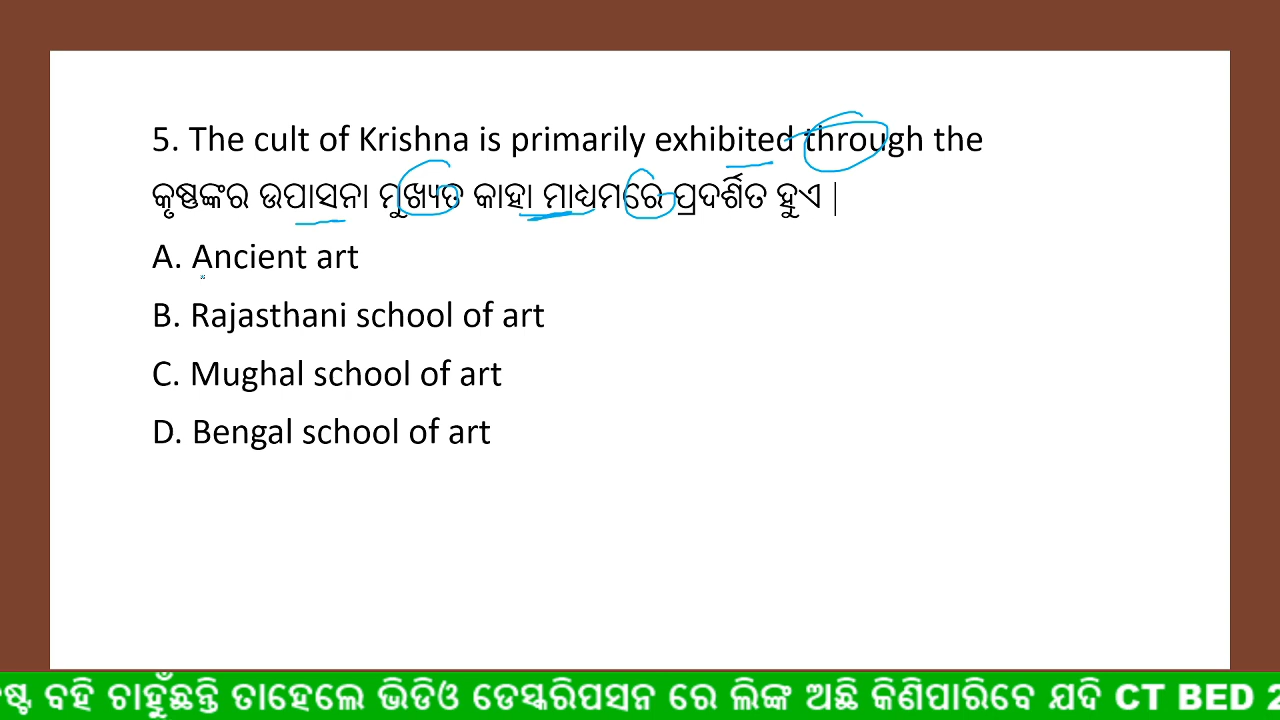 5. The cult of Krishna is primarily exhibited through the
କୃଷ୍ଣଙ୍କର ଉପାସନା ମୁଖ୍ୟତ କାହା ମାଧ୍ୟମରେ ପ୍ରଦର୍ଶିତ ହୁଏ |
A. Ancient art
B. Rajasthani school of art
C. Mughal school of art
D. Bengal school of art
ବହି ଚାହୁଁଛନ୍ତି ତାହେଲେ ଭିଡିଓ ଡେସ୍କରିପସନ ରେ ଲିଙ୍କ ଅଛି କିଣିପାରିବେ ଯଦି CT BED